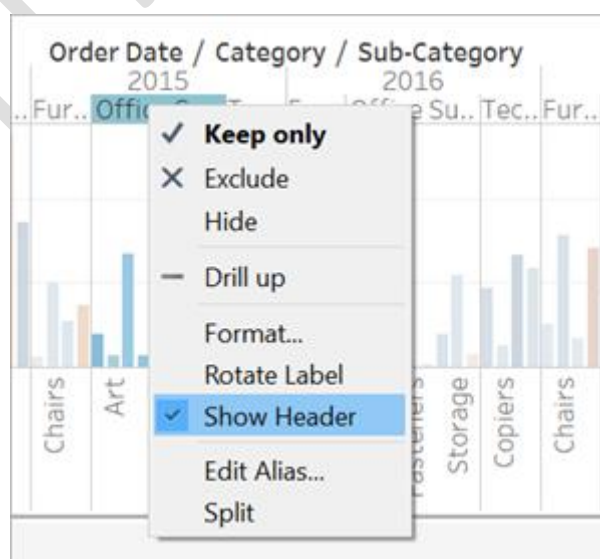 Order Date / Category / Sub-Category
2015 2016
..Fur.. Offic Su.. Tec.. Fur..
Keep only
Exclude
Hide
Drill up
Format...
Rotate Label
Show Header
Edit Alias...
Split
Chairs
Art
Storage
Copiers
Chairs